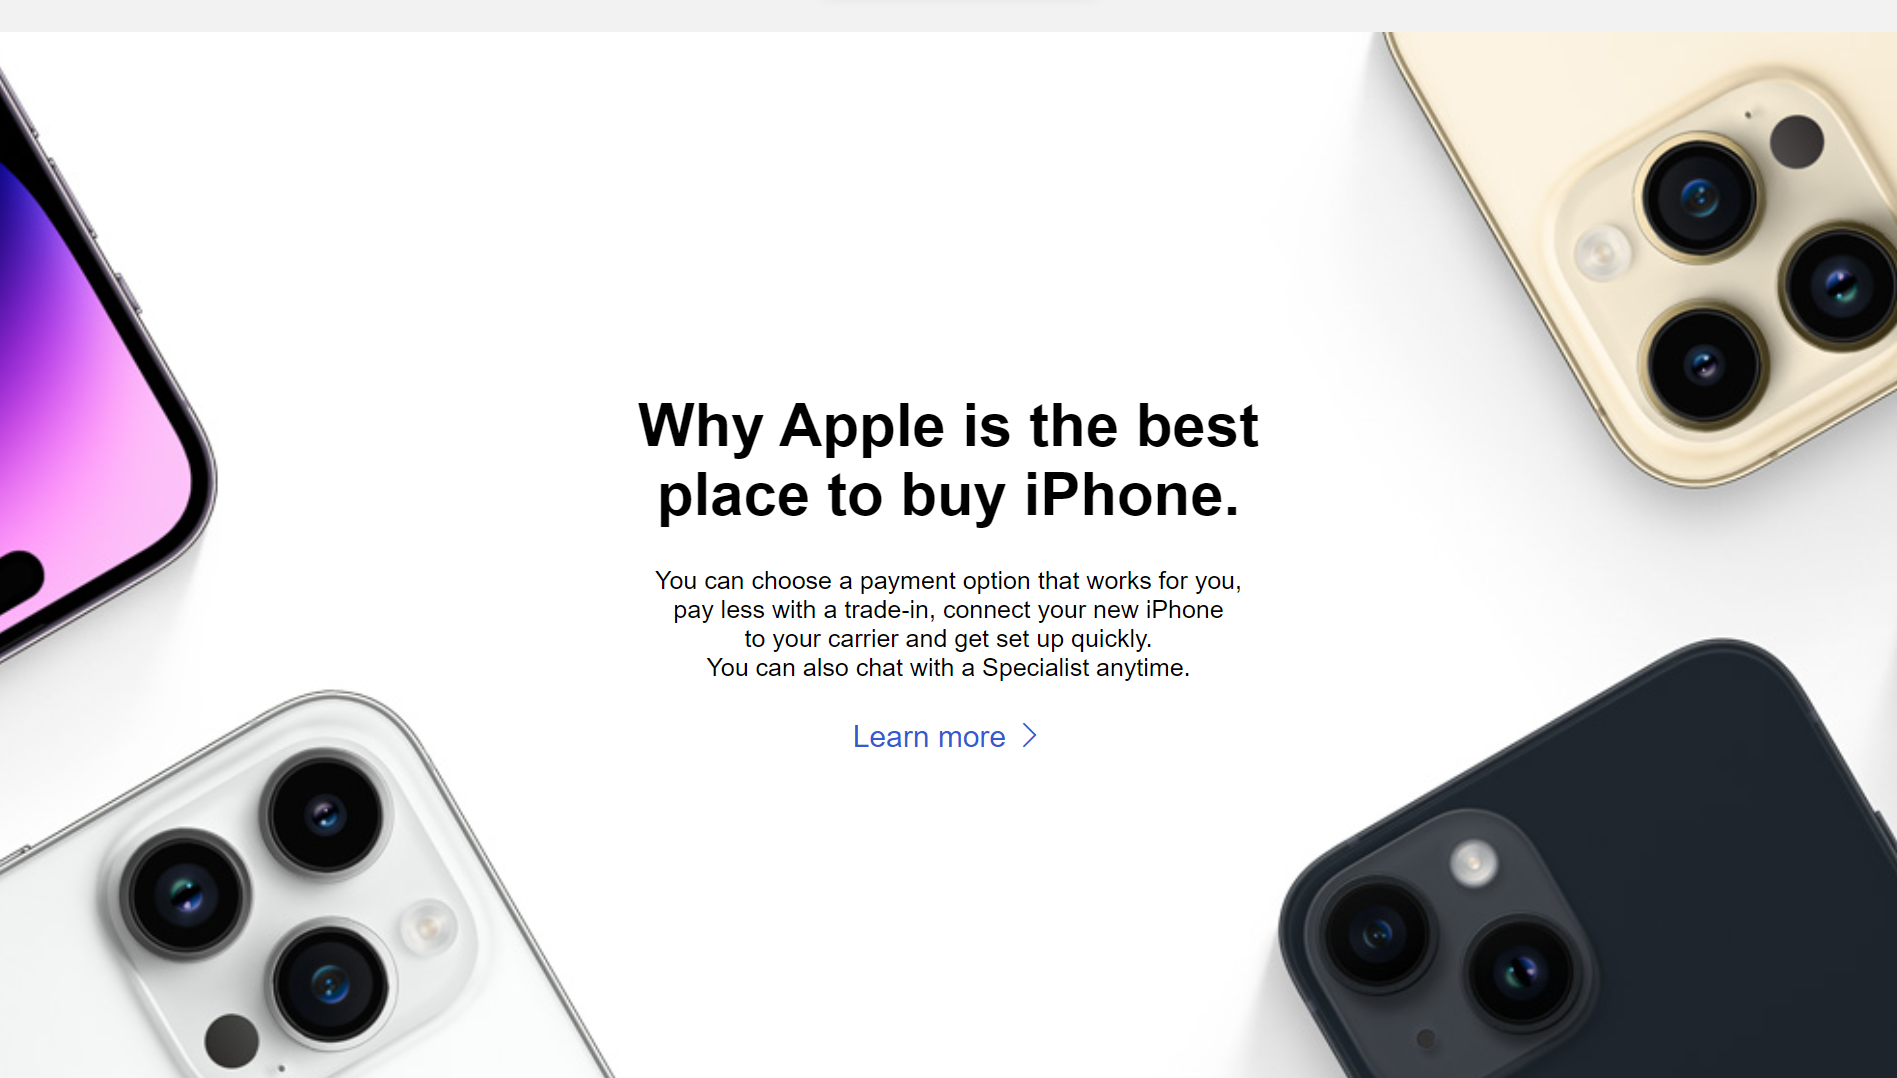 Why Apple is the best
place to buy iPhone.
You can choose a payment option that works for you,
pay less with a trade-in, connect your new iPhone
to your carrier and get set up quickly.
You can also chat with a Specialist anytime.
Learn more